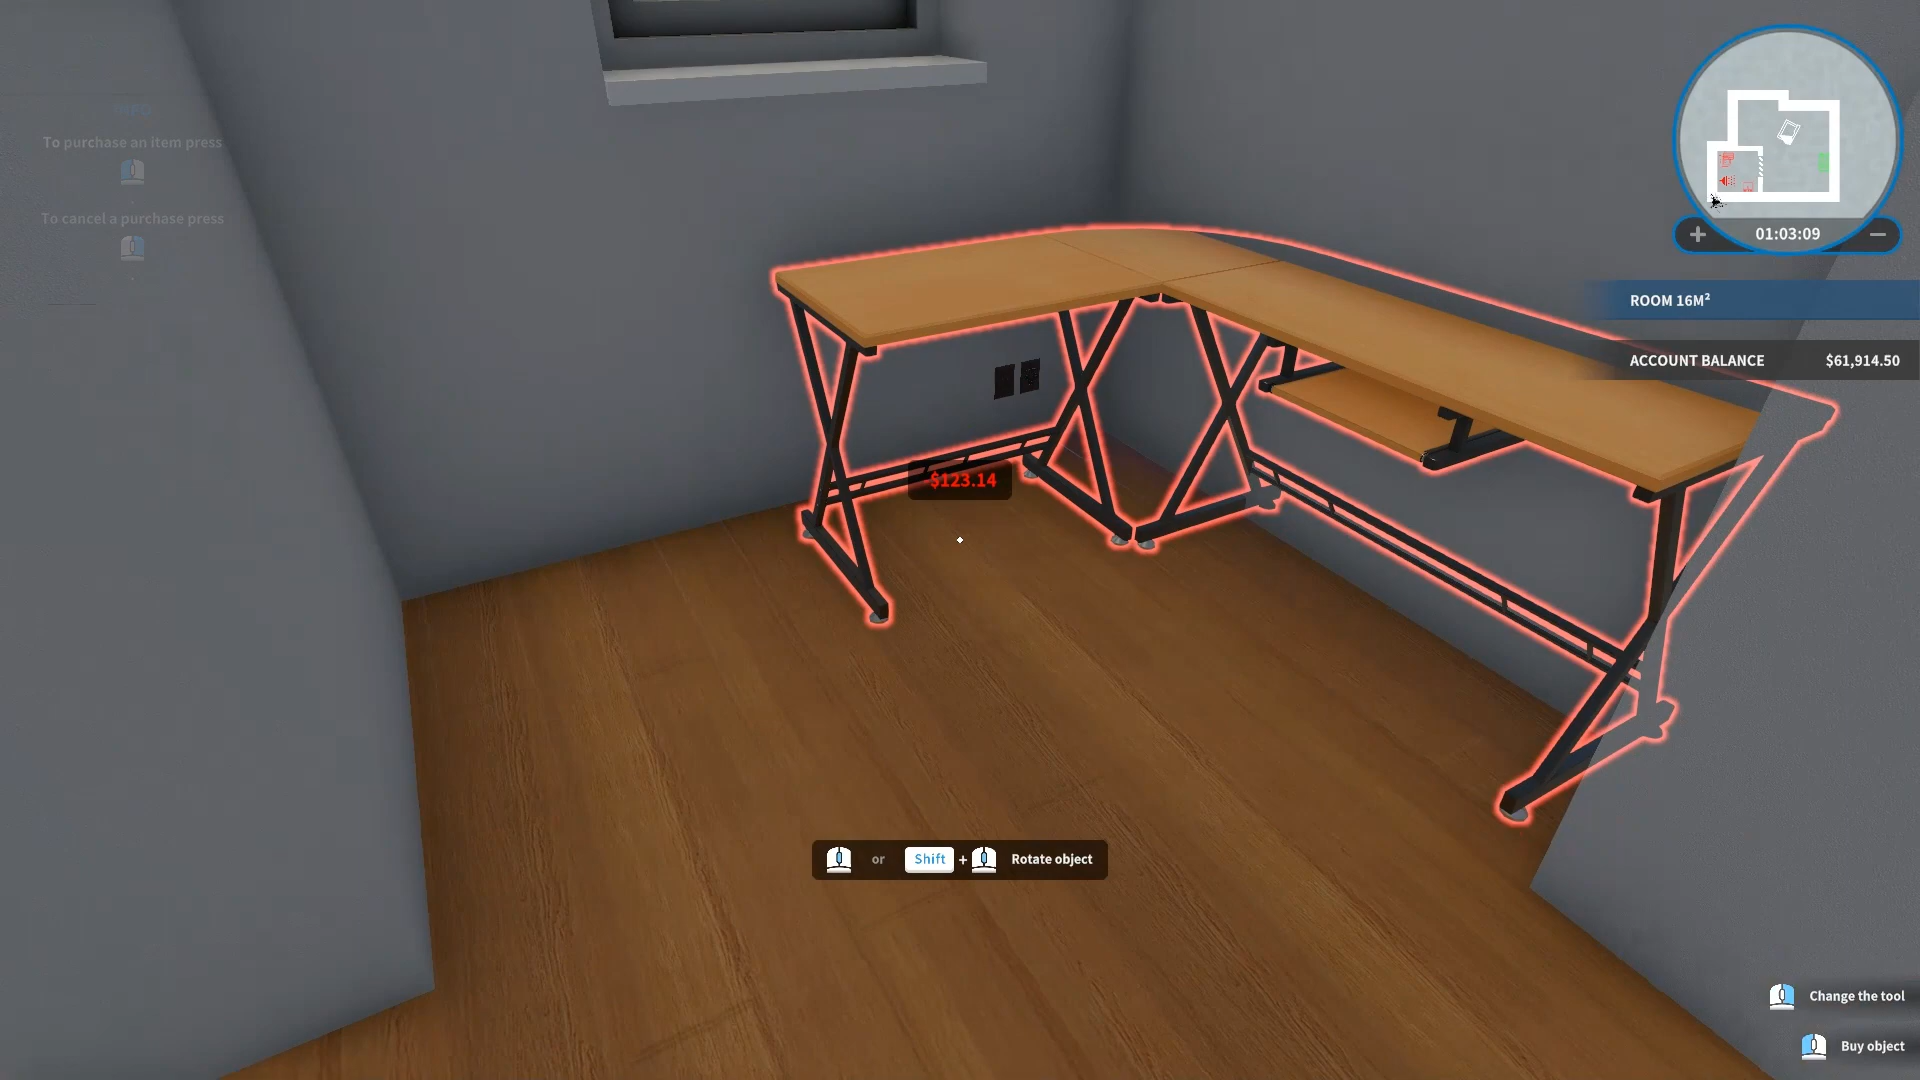 INFO
To purchase an item press
To cancel a purchase press
01:03:09
ROOM 16M²
ACCOUNT BALANCE $61,914.50
-$123.14
or Shift + Rotate object
Change the tool
Buy object